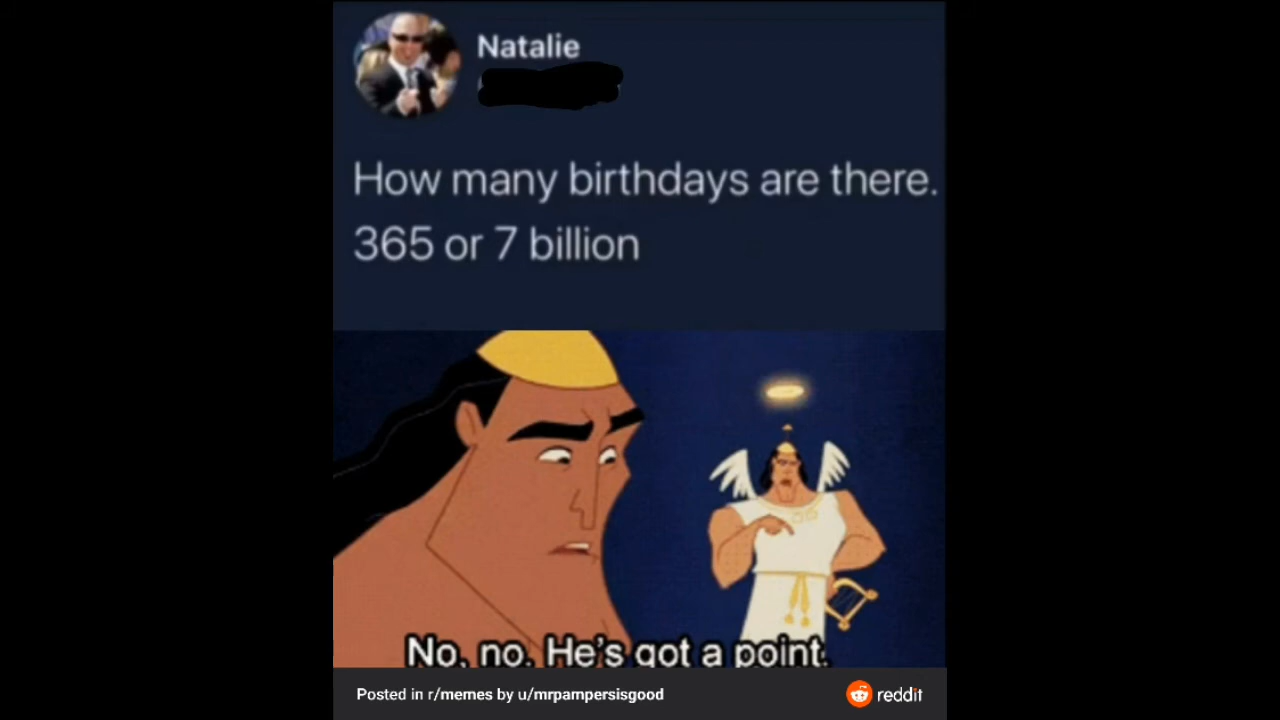 Natalie
How many birthdays are there.
365 or 7 billion
No, no. He's got a point.
Posted in r/memes by u/mrpampersisgood
reddit